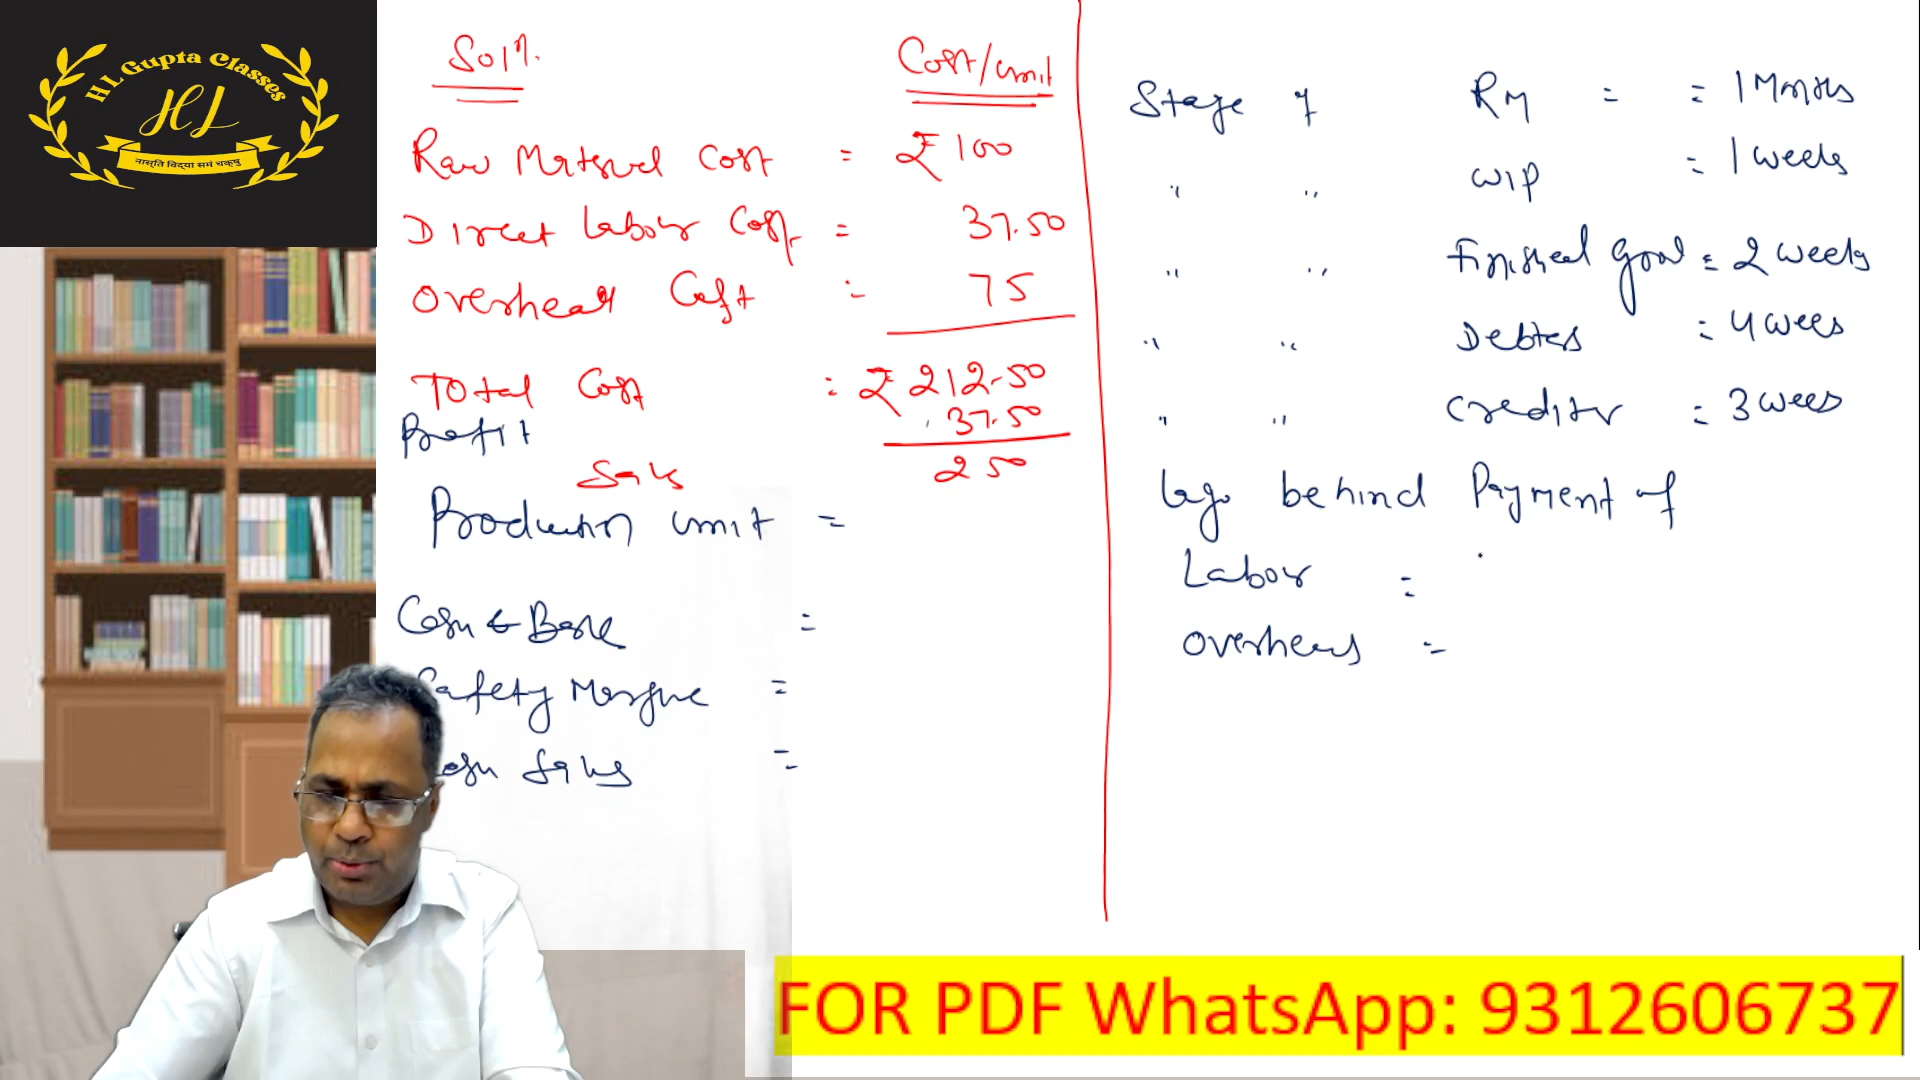 HL Gupta Classes
HL
नास्ति विद्या समं चक्षु
Soln.
Cost/unit
Raw Material Cost = ₹ 100
Direct Labour Cost = 37.50
Overhead Cost = 75
Total Cost = ₹ 212.50
Profit 37.50
Sales 250
Production unit =
Cash & Bank =
Safety Margin =
Cash Sales =
Stage of RM = = 1 Month
" " WIP = 1 weeks
" " Finished Good = 2 weeks
" " Debtors = 4 weeks
" " Creditor = 3 weeks
Lag behind Payment of
Labor =
Overheads =
FOR PDF WhatsApp: 9312606737